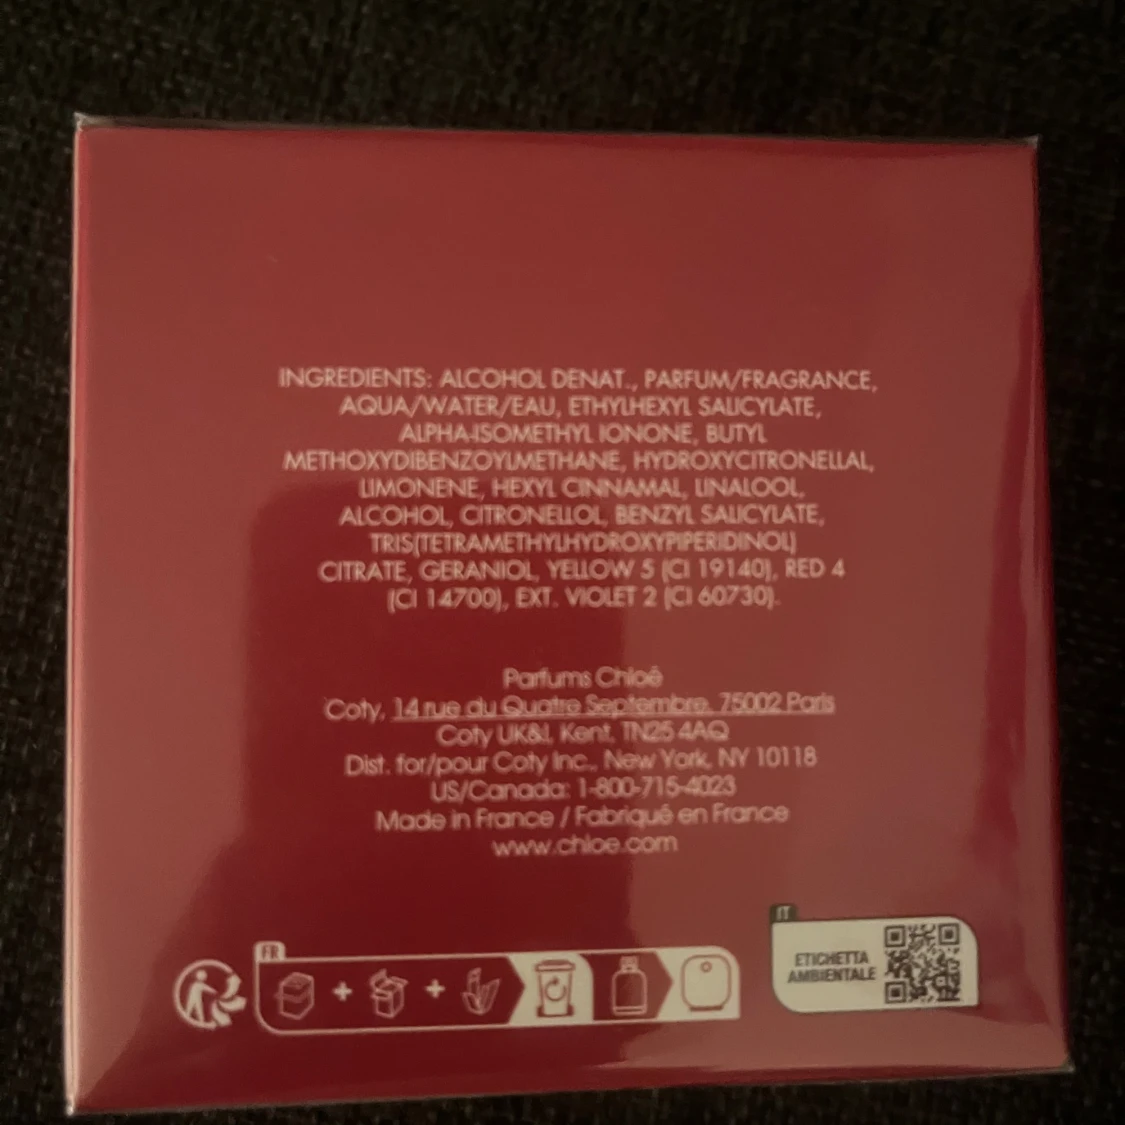 INGREDIENTS: ALCOHOL DENAT., PARFUM/FRAGRANCE,
AQUA/WATER/EAU, ETHYLHEXYL SALICYLATE,
ALPHA-ISOMETHYL IONONE, BUTYL
METHOXYDIBENZOYLMETHANE, HYDROXYCITRONELLAL,
LIMONENE, HEXYL CINNAMAL, LINALOOL,
ALCOHOL, CITRONELLOL, BENZYL SALICYLATE,
TRIS(TETRAMETHYLHYDROXYPIPERIDINOL)
CITRATE, GERANIOL, YELLOW 5 (CI 19140), RED 4
(CI 14700), EXT. VIOLET 2 (CI 60730).
Parfums Chloé
Coty, 14 rue du Quatre Septembre, 75002 Paris
Coty UK&I, Kent, TN25 4AQ
Dist. for/pour Coty Inc., New York, NY 10118
US/Canada: 1-800-715-4023
Made in France / Fabriqué en France
www.chloe.com
FR
IT
ETICHETTA
AMBIENTALE